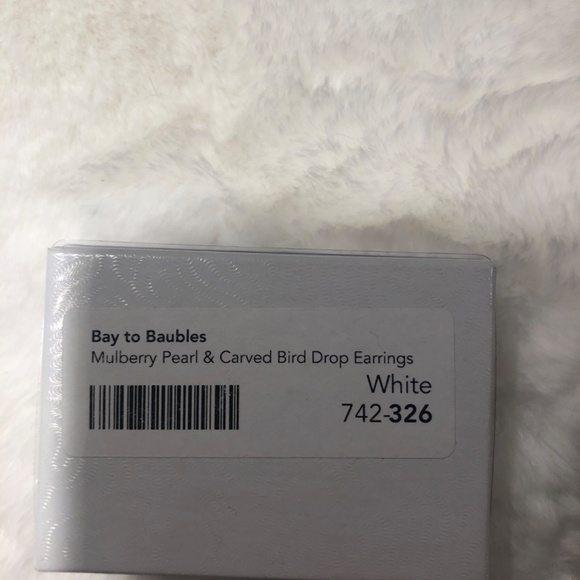 Bay to Baubles
Mulberry Pearl & Carved Bird Drop Earrings
White
742-326